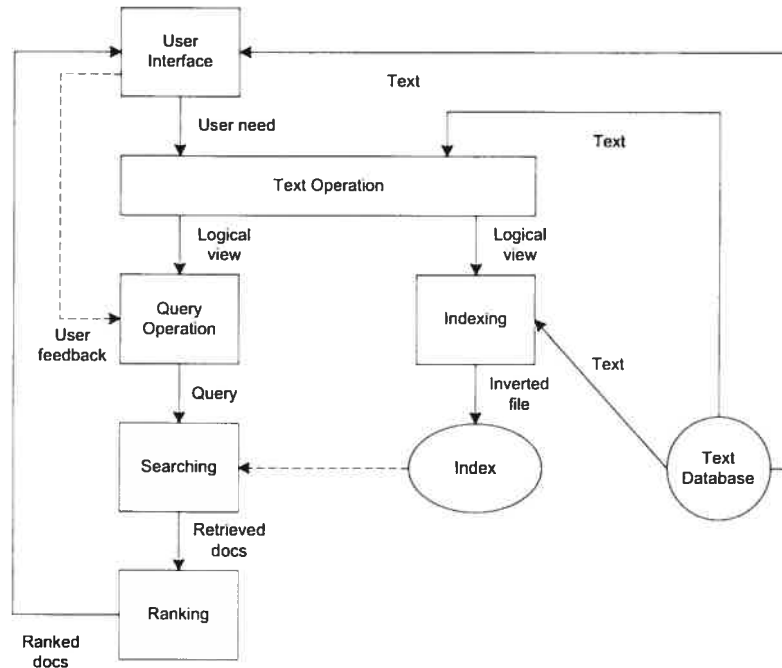 User
Interface
Text
User need
Text
Text Operation
Logical
view
Logical
view
Query
Operation
Indexing
User
feedback
Text
Query
Inverted
file
Searching
Index
Text
Database
Retrieved
docs
Ranking
Ranked
docs